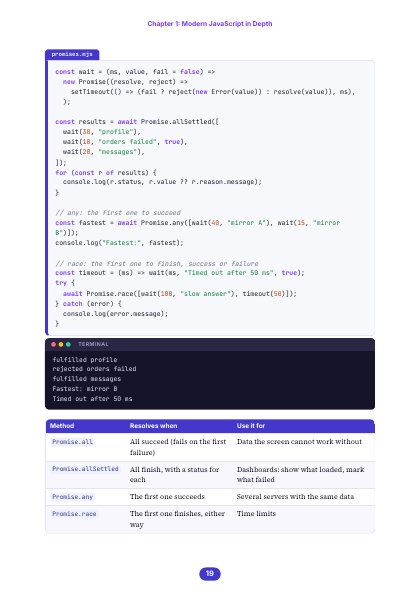 Chapter 1: Modern JavaScript in Depth
promises.mjs
const wait = (ms, value, fail = false) =>
  new Promise((resolve, reject) =>
    setTimeout(() => (fail ? reject(new Error(value)) : resolve(value)), ms),
  );

const results = await Promise.allSettled([
  wait(30, "profile"),
  wait(10, "orders failed", true),
  wait(20, "messages"),
]);
for (const r of results) {
  console.log(r.status, r.value ?? r.reason.message);
}

// any: the first one to succeed
const fastest = await Promise.any([wait(40, "mirror A"), wait(15, "mirror
B")]);
console.log("Fastest:", fastest);

// race: the first one to finish, success or failure
const timeout = (ms) => wait(ms, "Timed out after 50 ms", true);
try {
  await Promise.race([wait(100, "slow answer"), timeout(50)]);
} catch (error) {
  console.log(error.message);
}
TERMINAL
fulfilled profile
rejected orders failed
fulfilled messages
Fastest: mirror B
Timed out after 50 ms
Method Resolves when Use it for
Promise.all All succeed (fails on the first failure) Data the screen cannot work without
Promise.allSettled All finish, with a status for each Dashboards: show what loaded, mark what failed
Promise.any The first one succeeds Several servers with the same data
Promise.race The first one finishes, either way Time limits
19